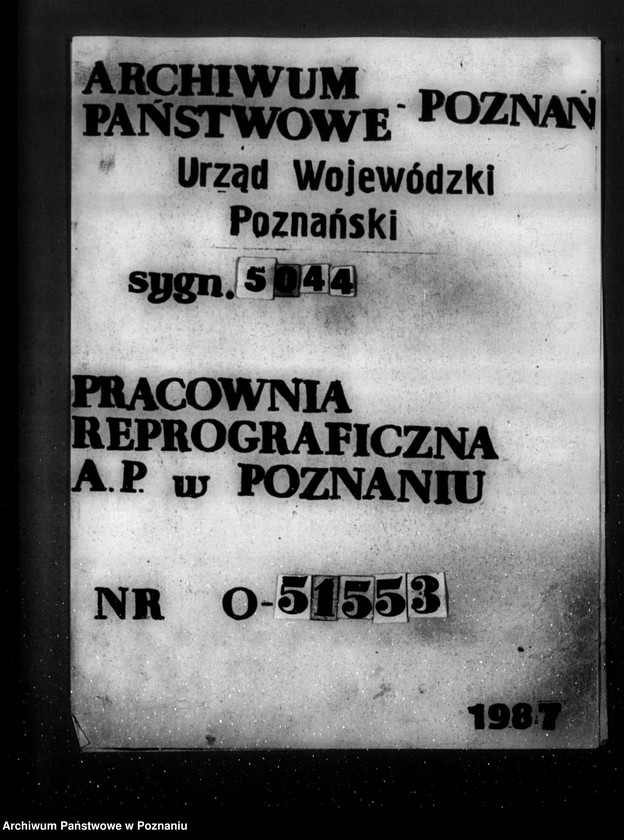 ARCHIWUM
PAŃSTWOWE - POZNAŃ
Urząd Wojewódzki
Poznański
sygn. 5044
PRACOWNIA
REPROGRAFICZNA
A.P. w POZNANIU
NR O-51553
1987
Archiwum Państwowe w Poznaniu